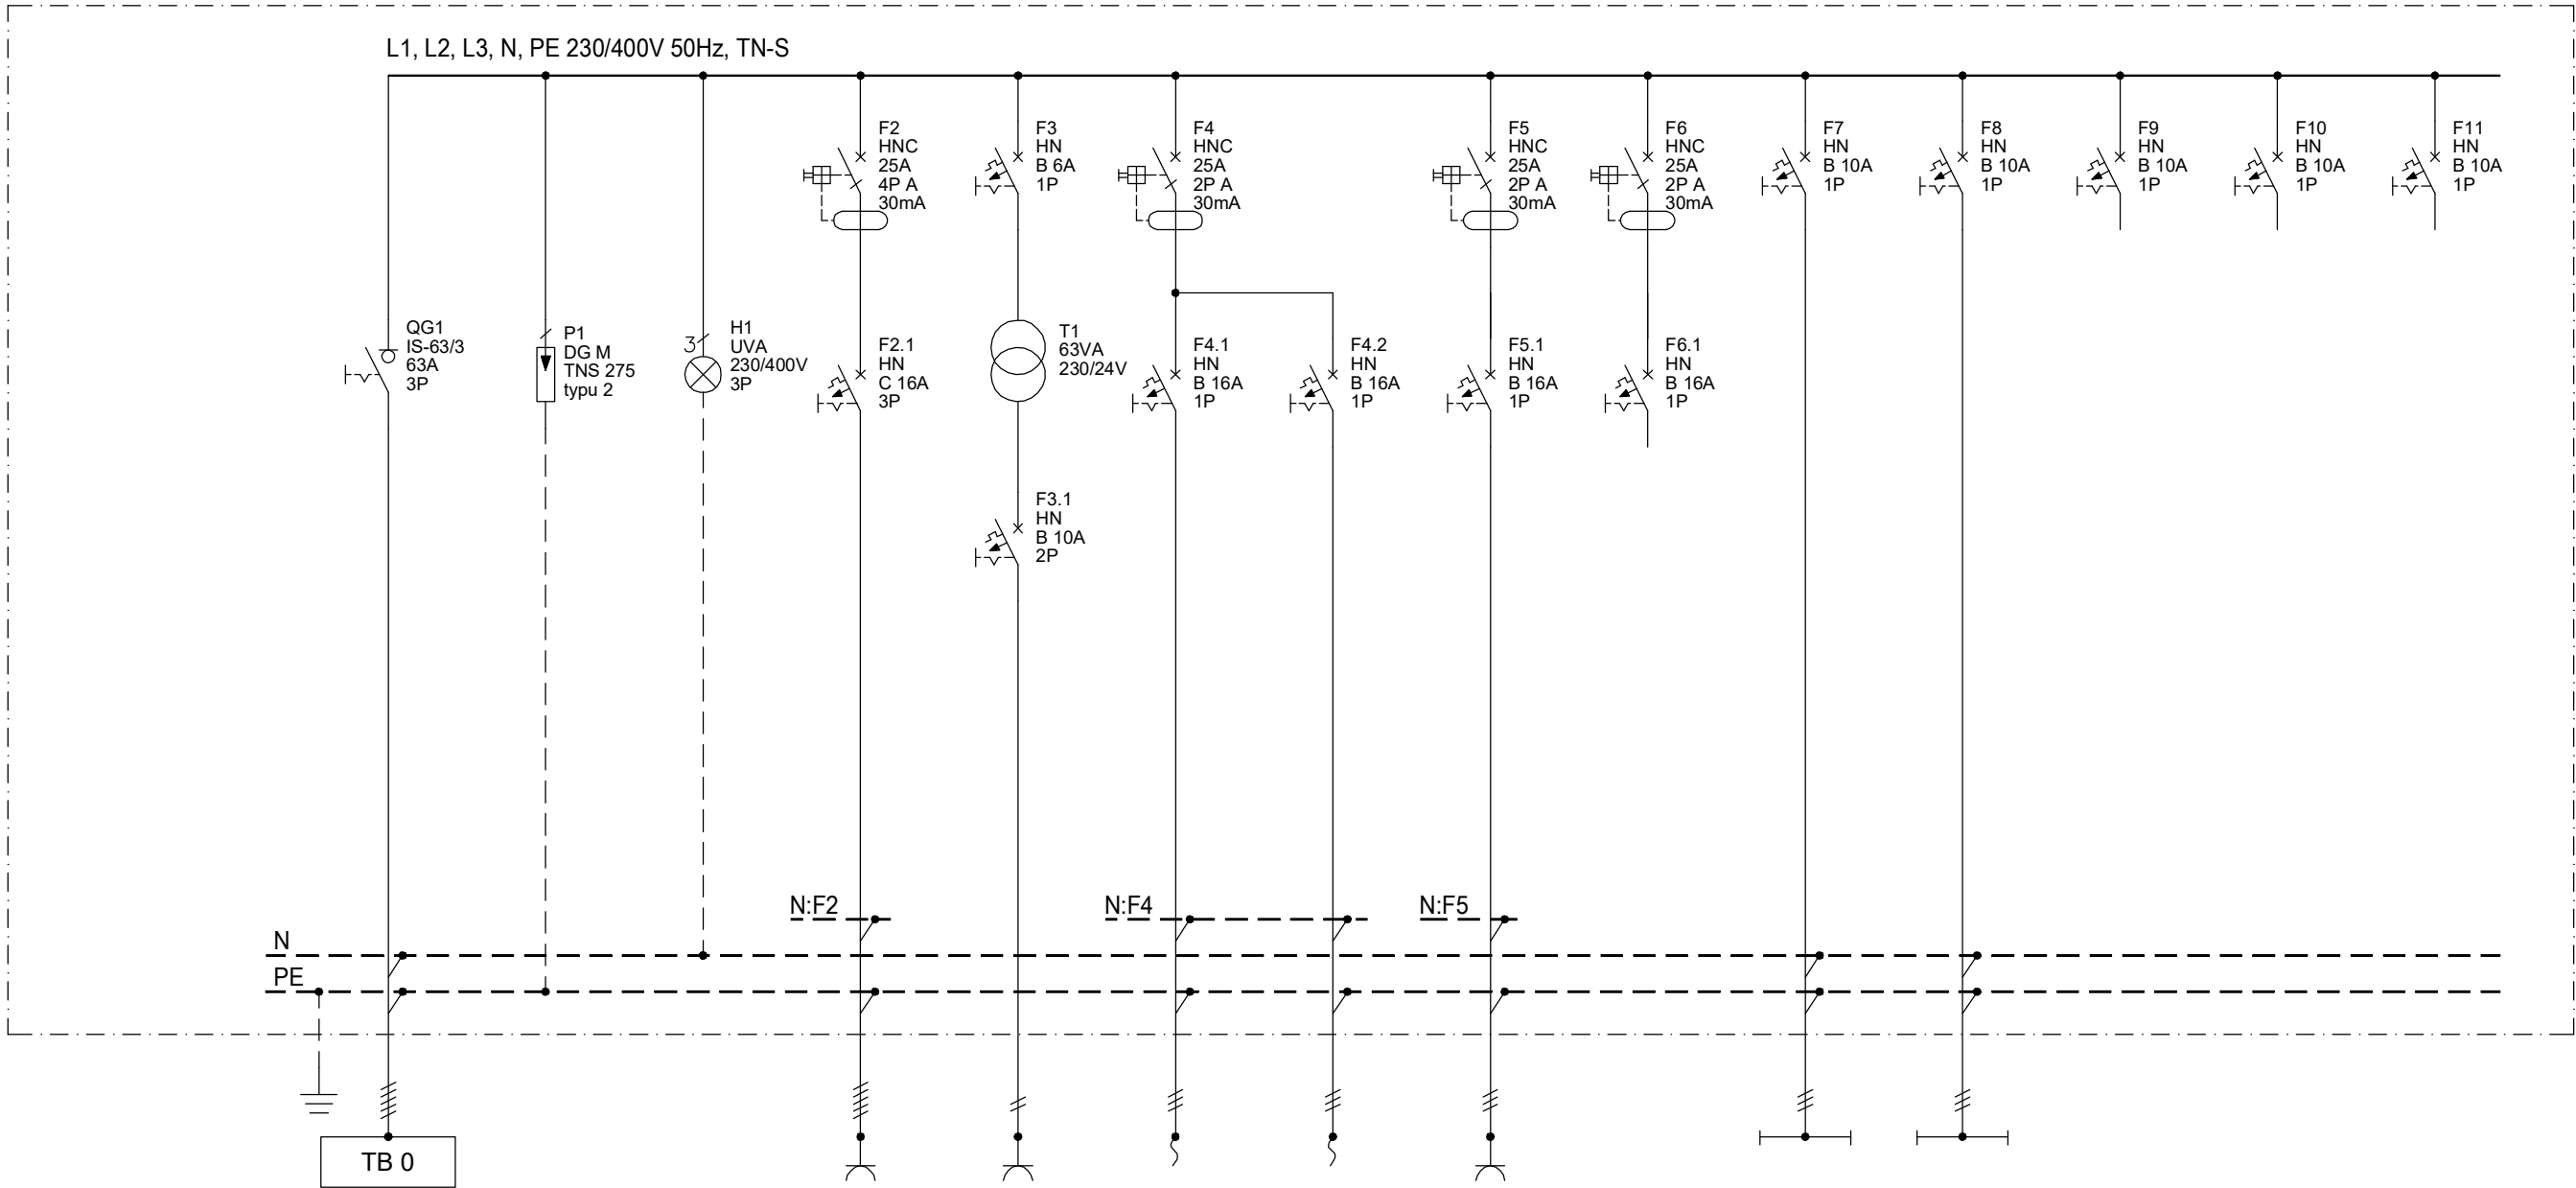 L1, L2, L3, N, PE 230/400V 50Hz, TN-S
F2
HNC
25A
4P A
30mA
F3
HN
B 6A
1P
F4
HNC
25A
2P A
30mA
F5
HNC
25A
2P A
30mA
F6
HNC
25A
2P A
30mA
F7
HN
B 10A
1P
F8
HN
B 10A
1P
F9
HN
B 10A
1P
F10
HN
B 10A
1P
F11
HN
B 10A
1P
QG1
IS-63/3
63A
3P
P1
DG M
TNS 275
typu 2
3
H1
UVA
230/400V
3P
F2.1
HN
C 16A
3P
T1
63VA
230/24V
F4.1
HN
B 16A
1P
F4.2
HN
B 16A
1P
F5.1
HN
B 16A
1P
F6.1
HN
B 16A
1P
F3.1
HN
B 10A
2P
N:F2
N:F4
N:F5
N
PE
TB 0